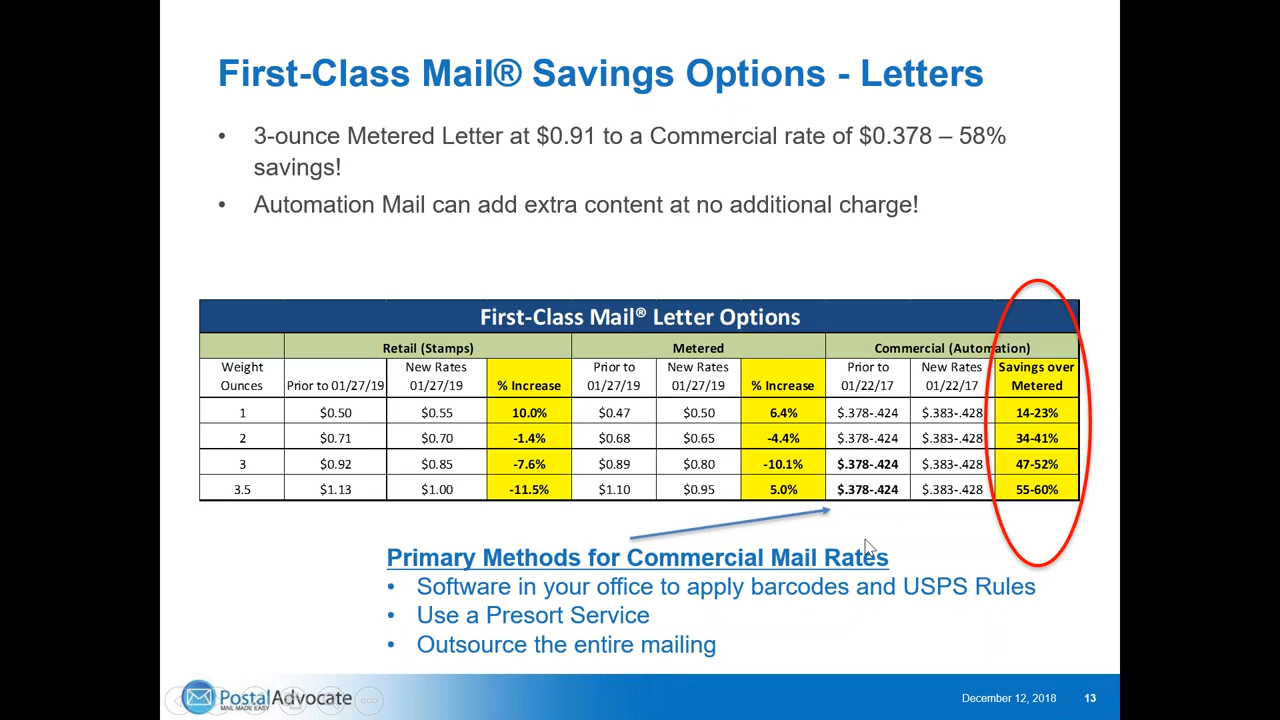 First-Class Mail® Savings Options - Letters
• 3-ounce Metered Letter at $0.91 to a Commercial rate of $0.378 – 58%
savings!
• Automation Mail can add extra content at no additional charge!
First-Class Mail® Letter Options
Retail (Stamps) Metered Commercial (Automation)
Weight New Rates Prior to New Rates Prior to New Rates Savings over
Ounces Prior to 01/27/19 01/27/19 % Increase 01/27/19 01/27/19 % Increase 01/22/17 01/22/17 Metered
1 $0.50 $0.55 10.0% $0.47 $0.50 6.4% $.378-.424 $.383-.428 14-23%
2 $0.71 $0.70 -1.4% $0.68 $0.65 -4.4% $.378-.424 $.383-.428 34-41%
3 $0.92 $0.85 -7.6% $0.89 $0.80 -10.1% $.378-.424 $.383-.428 47-52%
3.5 $1.13 $1.00 -11.5% $1.10 $0.95 5.0% $.378-.424 $.383-.428 55-60%
Primary Methods for Commercial Mail Rates
• Software in your office to apply barcodes and USPS Rules
• Use a Presort Service
• Outsource the entire mailing
PostalAdvocate
MAIL MADE EASY
December 12, 2018 13